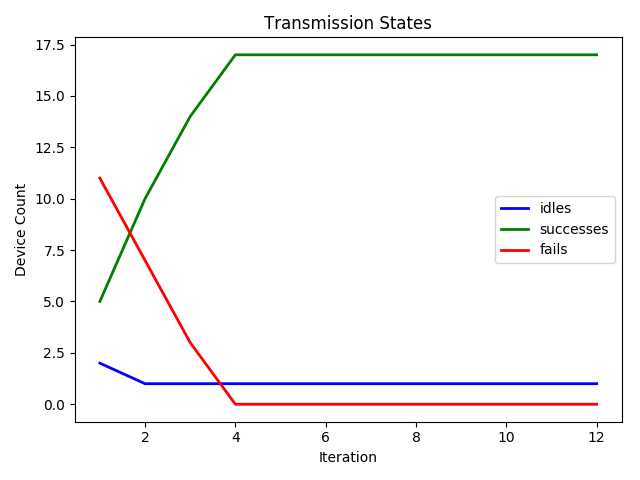 Transmission States
17.5
15.0
12.5
10.0
7.5
5.0
2.5
0.0
Device Count
idles
successes
fails
2 4 6 8 10 12
Iteration